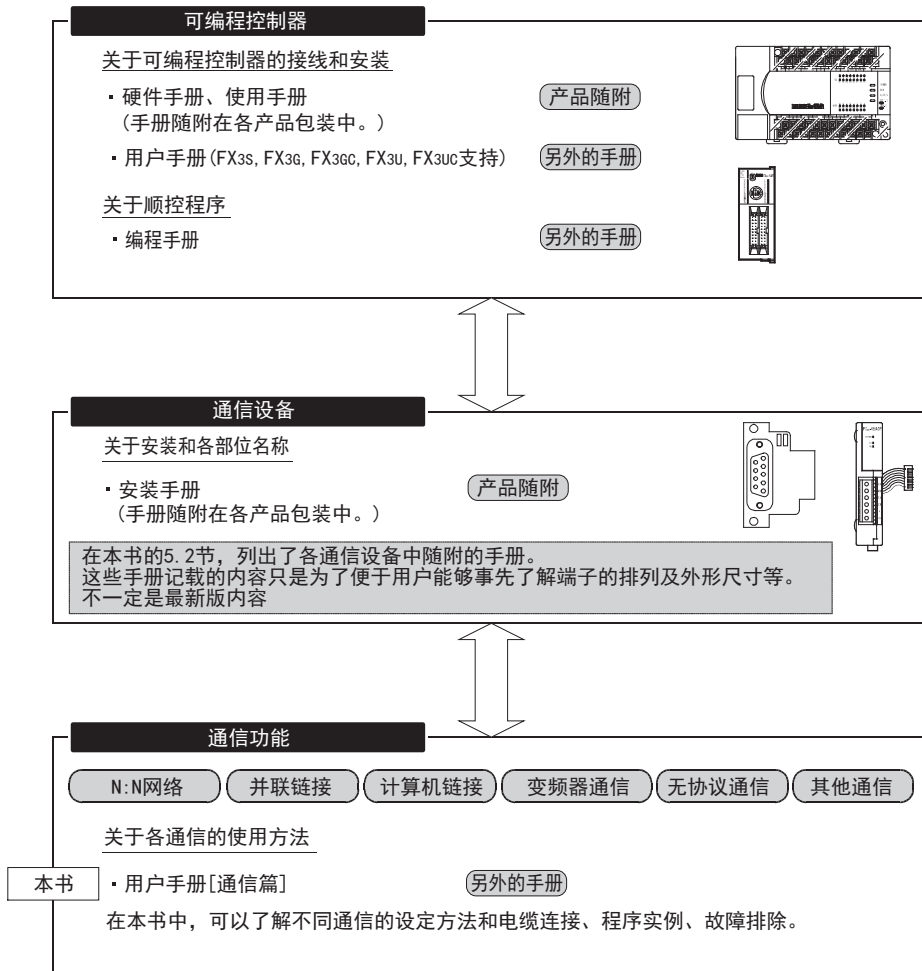 可编程控制器
关于可编程控制器的接线和安装
▪ 硬件手册、使用手册 产品随附
(手册随附在各产品包装中。)
▪ 用户手册(FX3S, FX3G, FX3GC, FX3U, FX3UC支持) 另外的手册
关于顺控程序
▪ 编程手册 另外的手册
通信设备
关于安装和各部位名称
▪ 安装手册 产品随附
(手册随附在各产品包装中。)
在本书的5.2节，列出了各通信设备中随附的手册。
这些手册记载的内容只是为了便于用户能够事先了解端子的排列及外形尺寸等。
不一定是最新版内容
通信功能
N:N网络 并联链接 计算机链接 变频器通信 无协议通信 其他通信
关于各通信的使用方法
本书 ▪ 用户手册[通信篇] 另外的手册
在本书中，可以了解不同通信的设定方法和电缆连接、程序实例、故障排除。